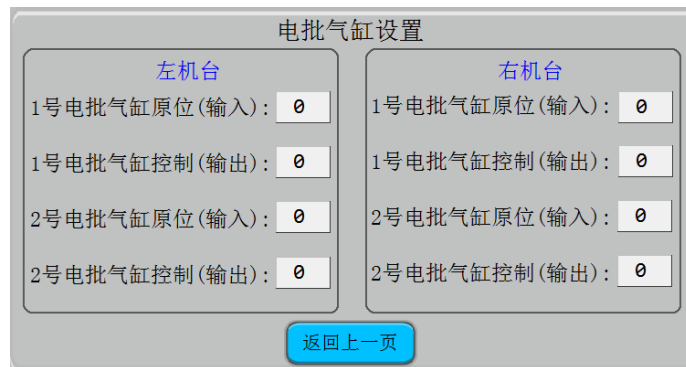 电批气缸设置
左机台
1号电批气缸原位(输入): 0
1号电批气缸控制(输出): 0
2号电批气缸原位(输入): 0
2号电批气缸控制(输出): 0
右机台
1号电批气缸原位(输入): 0
1号电批气缸控制(输出): 0
2号电批气缸原位(输入): 0
2号电批气缸控制(输出): 0
返回上一页